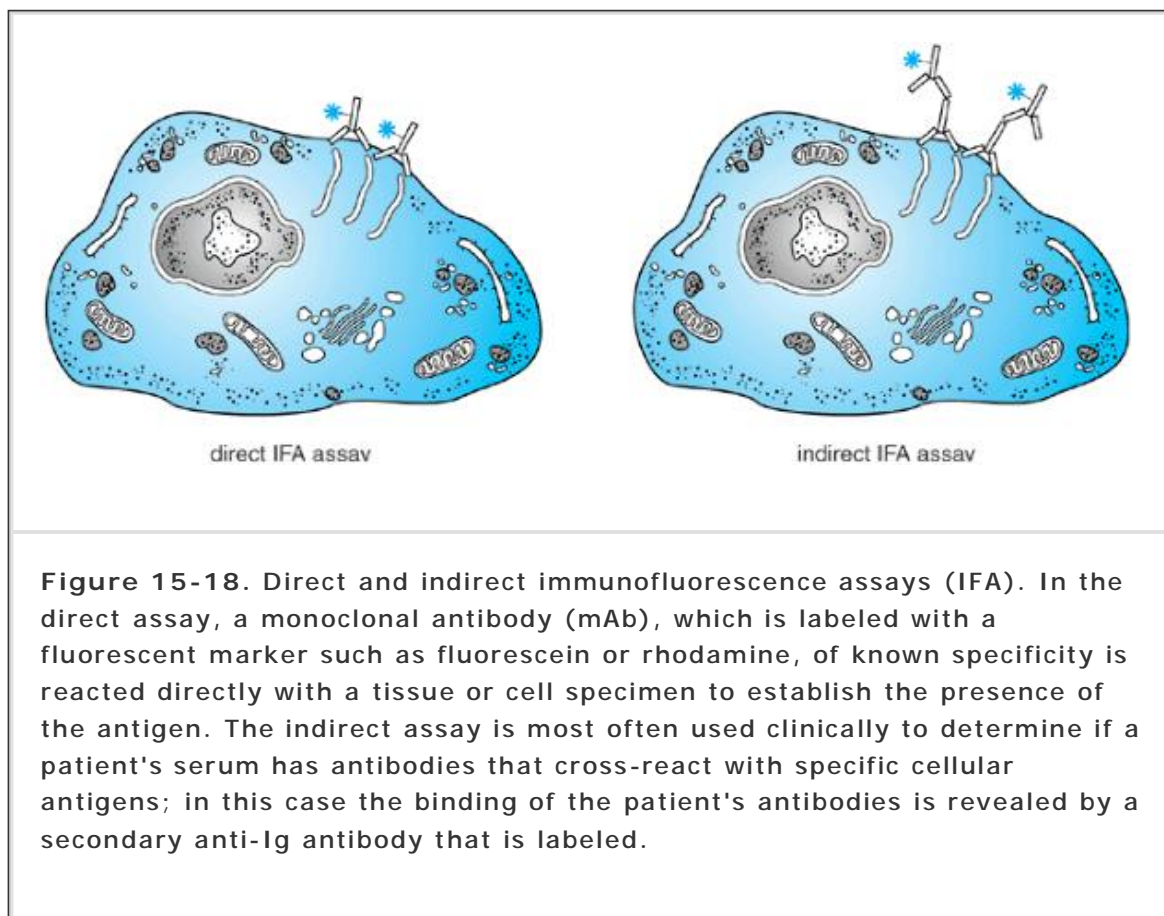 direct IFA assav
indirect IFA assav
Figure 15-18. Direct and indirect immunofluorescence assays (IFA). In the
direct assay, a monoclonal antibody (mAb), which is labeled with a
fluorescent marker such as fluorescein or rhodamine, of known specificity is
reacted directly with a tissue or cell specimen to establish the presence of
the antigen. The indirect assay is most often used clinically to determine if a
patient's serum has antibodies that cross-react with specific cellular
antigens; in this case the binding of the patient's antibodies is revealed by a
secondary anti-Ig antibody that is labeled.